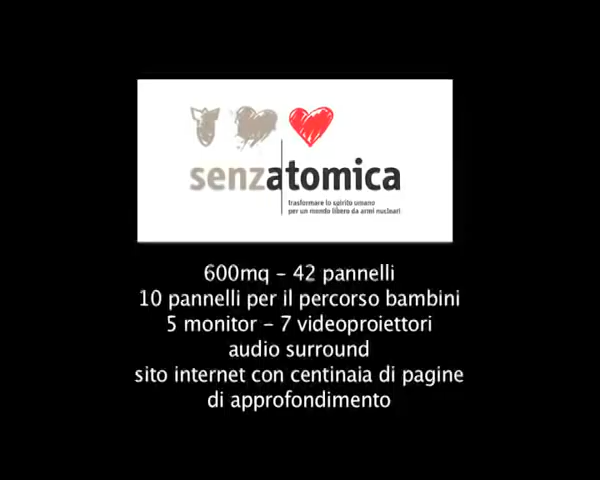 senzatomica
trasformare lo spirito umano
per un mondo libero da armi nucleari
600mq - 42 pannelli
10 pannelli per il percorso bambini
5 monitor - 7 videoproiettori
audio surround
sito internet con centinaia di pagine
di approfondimento